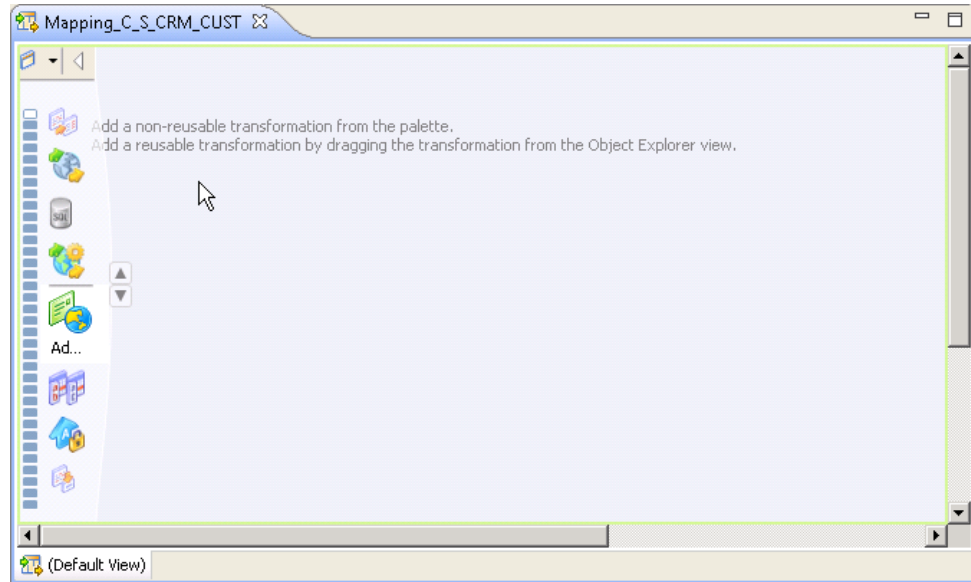 Mapping_C_S_CRM_CUST
Add a non-reusable transformation from the palette.
Add a reusable transformation by dragging the transformation from the Object Explorer view.
SQL
Ad...
(Default View)